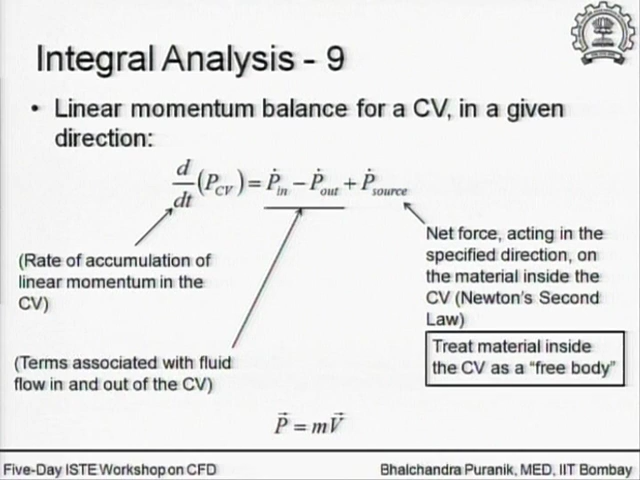 Integral Analysis - 9
• Linear momentum balance for a CV, in a given
direction:
d/dt (P_CV) = Ṗ_in − Ṗ_out + Ṗ_source
(Rate of accumulation of
linear momentum in the
CV)
Net force, acting in the
specified direction, on
the material inside the
CV (Newton's Second
Law)
Treat material inside
the CV as a "free body"
(Terms associated with fluid
flow in and out of the CV)
P⃗ = mV⃗
Five-Day ISTE Workshop on CFD
Bhalchandra Puranik, MED, IIT Bombay